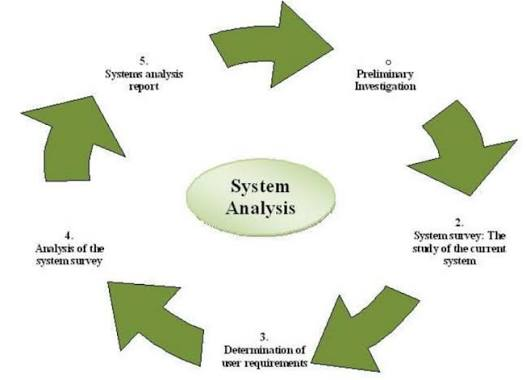 5.
Systems analysis
report
o
Preliminary
Investigation
System
Analysis
2.
System survey: The
study of the current
system
4.
Analysis of the
system survey
3.
Determination of
user requirements